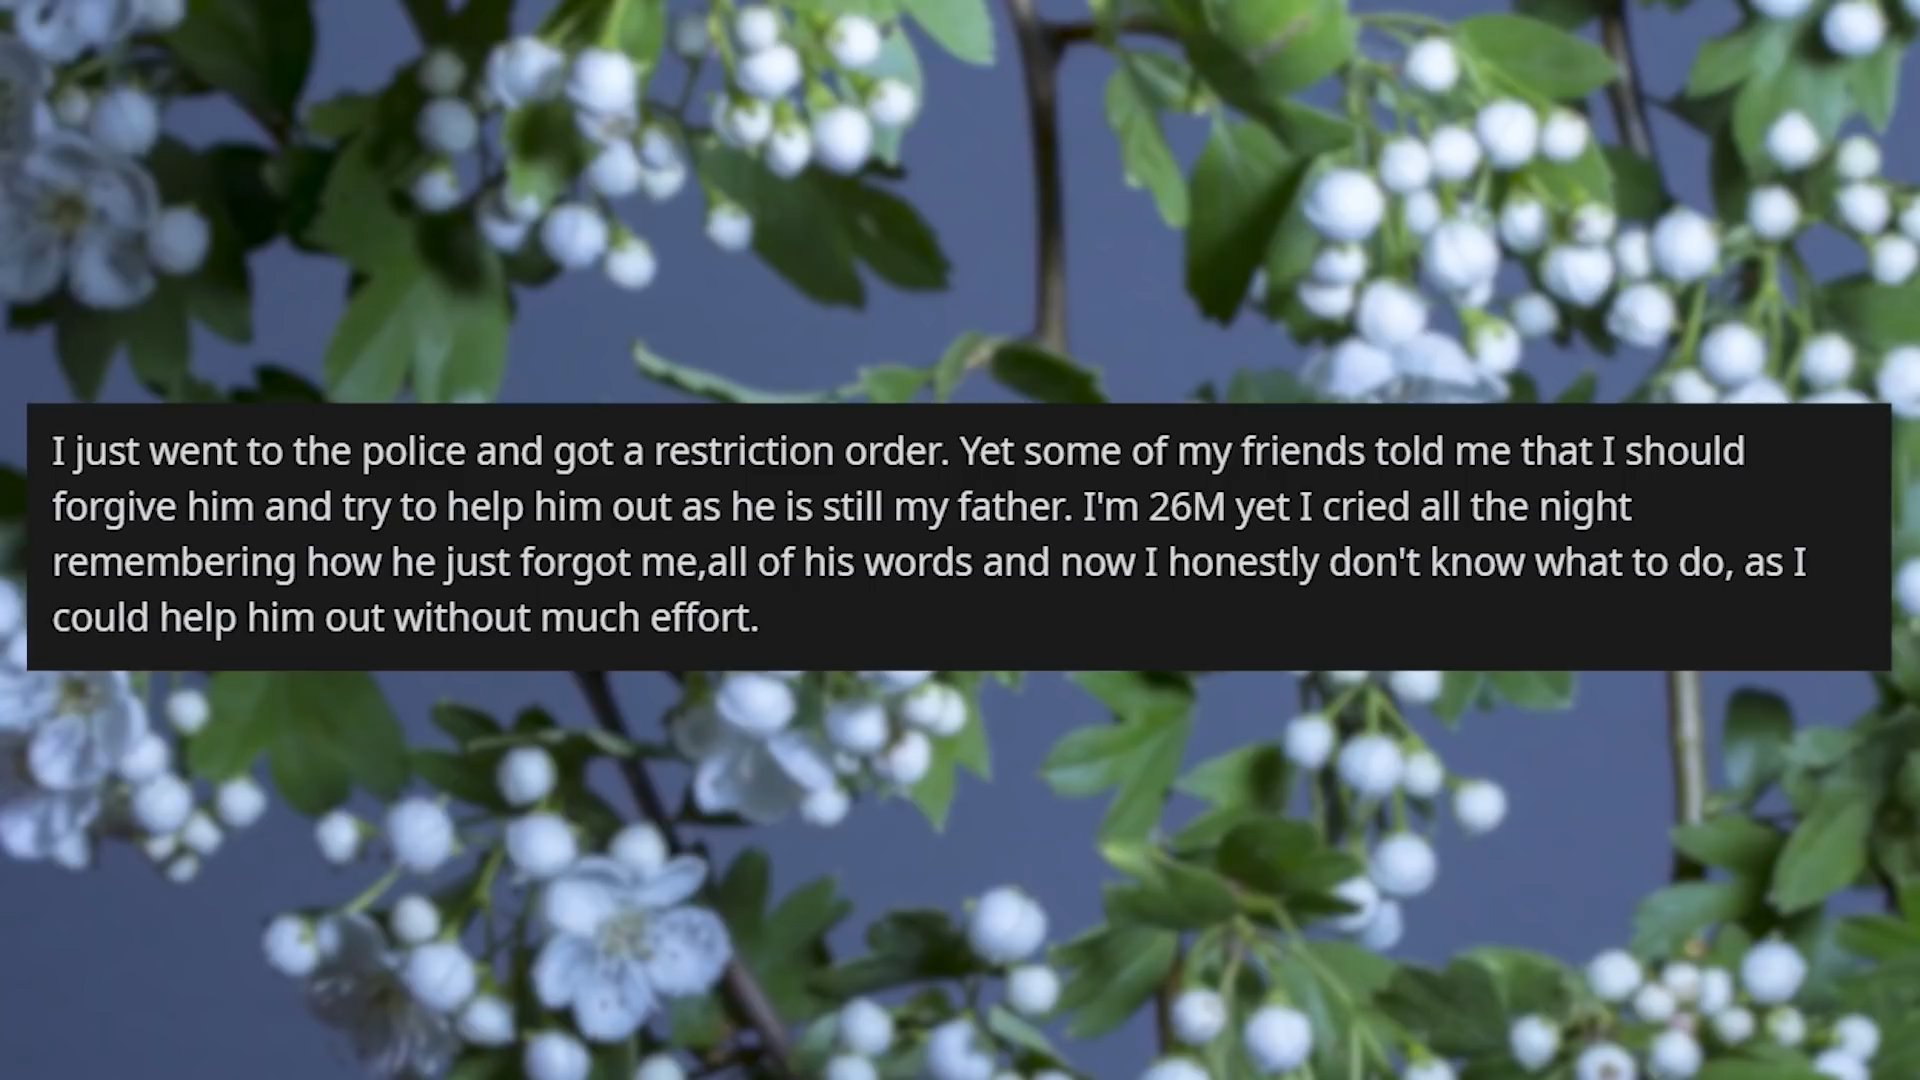 I just went to the police and got a restriction order. Yet some of my friends told me that I should
forgive him and try to help him out as he is still my father. I'm 26M yet I cried all the night
remembering how he just forgot me,all of his words and now I honestly don't know what to do, as I
could help him out without much effort.